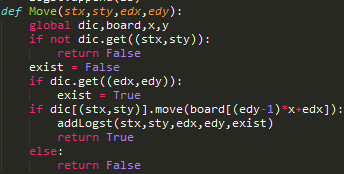 def Move(stx,sty,edx,edy):
    global dic,board,x,y
    if not dic.get((stx,sty)):
        return False
    exist = False
    if dic.get((edx,edy)):
        exist = True
    if dic[(stx,sty)].move(board[(edy-1)*x+edx]):
        addLogst(stx,sty,edx,edy,exist)
        return True
    else:
        return False